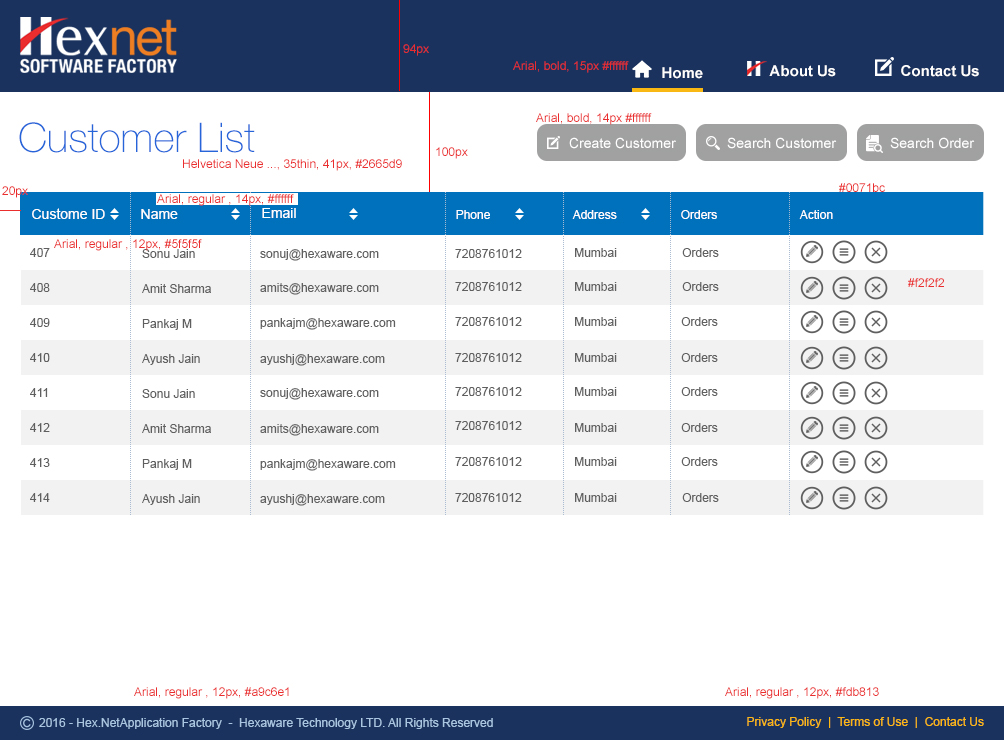 Hexnet
SOFTWARE FACTORY
94px
Arial, bold, 15px #ffffff
Home
About Us
Contact Us
Customer List
Helvetica Neue ..., 35thin, 41px, #2665d9
100px
Arial, bold, 14px #ffffff
Create Customer
Search Customer
Search Order
20px
#0071bc
Arial, regular , 14px, #ffffff
Custome ID Name Email Phone Address Orders Action
Arial, regular , 12px, #5f5f5f
407 Sonu Jain sonuj@hexaware.com 7208761012 Mumbai Orders
408 Amit Sharma amits@hexaware.com 7208761012 Mumbai Orders
#f2f2f2
409 Pankaj M pankajm@hexaware.com 7208761012 Mumbai Orders
410 Ayush Jain ayushj@hexaware.com 7208761012 Mumbai Orders
411 Sonu Jain sonuj@hexaware.com 7208761012 Mumbai Orders
412 Amit Sharma amits@hexaware.com 7208761012 Mumbai Orders
413 Pankaj M pankajm@hexaware.com 7208761012 Mumbai Orders
414 Ayush Jain ayushj@hexaware.com 7208761012 Mumbai Orders
Arial, regular , 12px, #a9c6e1
Arial, regular , 12px, #fdb813
© 2016 - Hex.NetApplication Factory - Hexaware Technology LTD. All Rights Reserved
Privacy Policy | Terms of Use | Contact Us